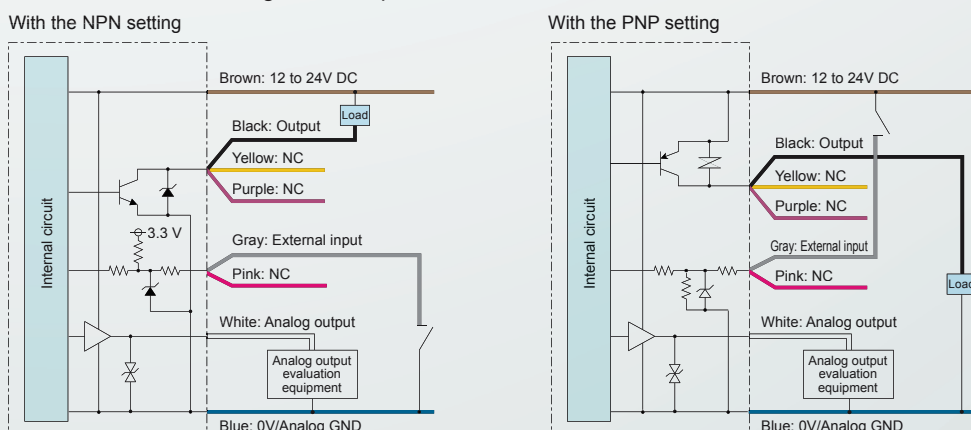 With the NPN setting
Brown: 12 to 24V DC
Load
Black: Output
Yellow: NC
Purple: NC
3.3 V
Internal circuit
Gray: External input
Pink: NC
White: Analog output
Analog output
evaluation
equipment
Blue: 0V/Analog GND
With the PNP setting
Brown: 12 to 24V DC
Black: Output
Yellow: NC
Purple: NC
Internal circuit
Gray: External input
Pink: NC
Load
White: Analog output
Analog output
evaluation
equipment
Blue: 0V/Analog GND